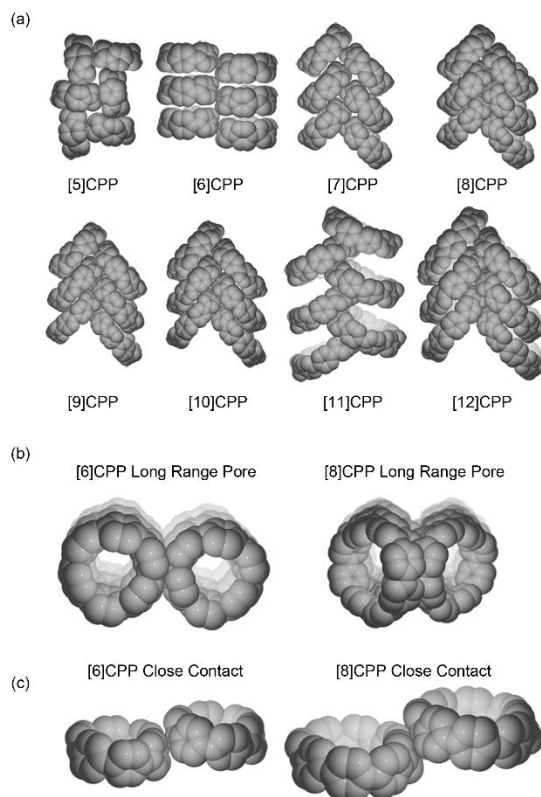 (a)
[5]CPP [6]CPP [7]CPP [8]CPP
[9]CPP [10]CPP [11]CPP [12]CPP
(b)
[6]CPP Long Range Pore [8]CPP Long Range Pore
[6]CPP Close Contact [8]CPP Close Contact
(c)